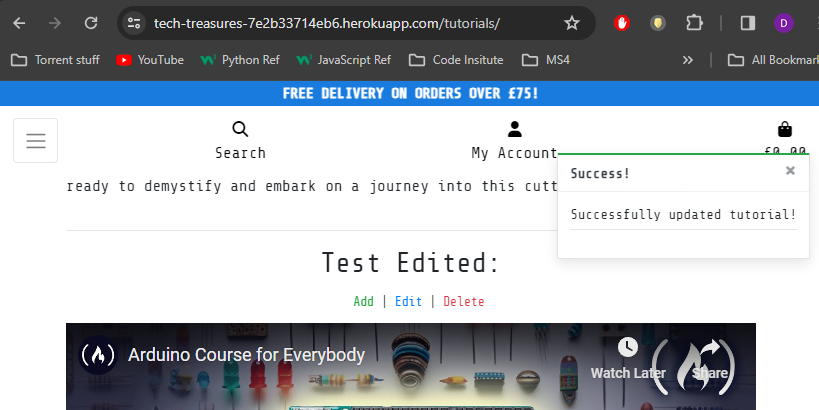 tech-treasures-7e2b33714eb6.herokuapp.com/tutorials/
D
Torrent stuff YouTube Python Ref JavaScript Ref Code Insitute MS4 » All Bookmar
FREE DELIVERY ON ORDERS OVER £75!
Search My Account £0.00
ready to demystify and embark on a journey into this cutt
Success! ×
Successfully updated tutorial!
Test Edited:
Add | Edit | Delete
Arduino Course for Everybody
Watch Later Share